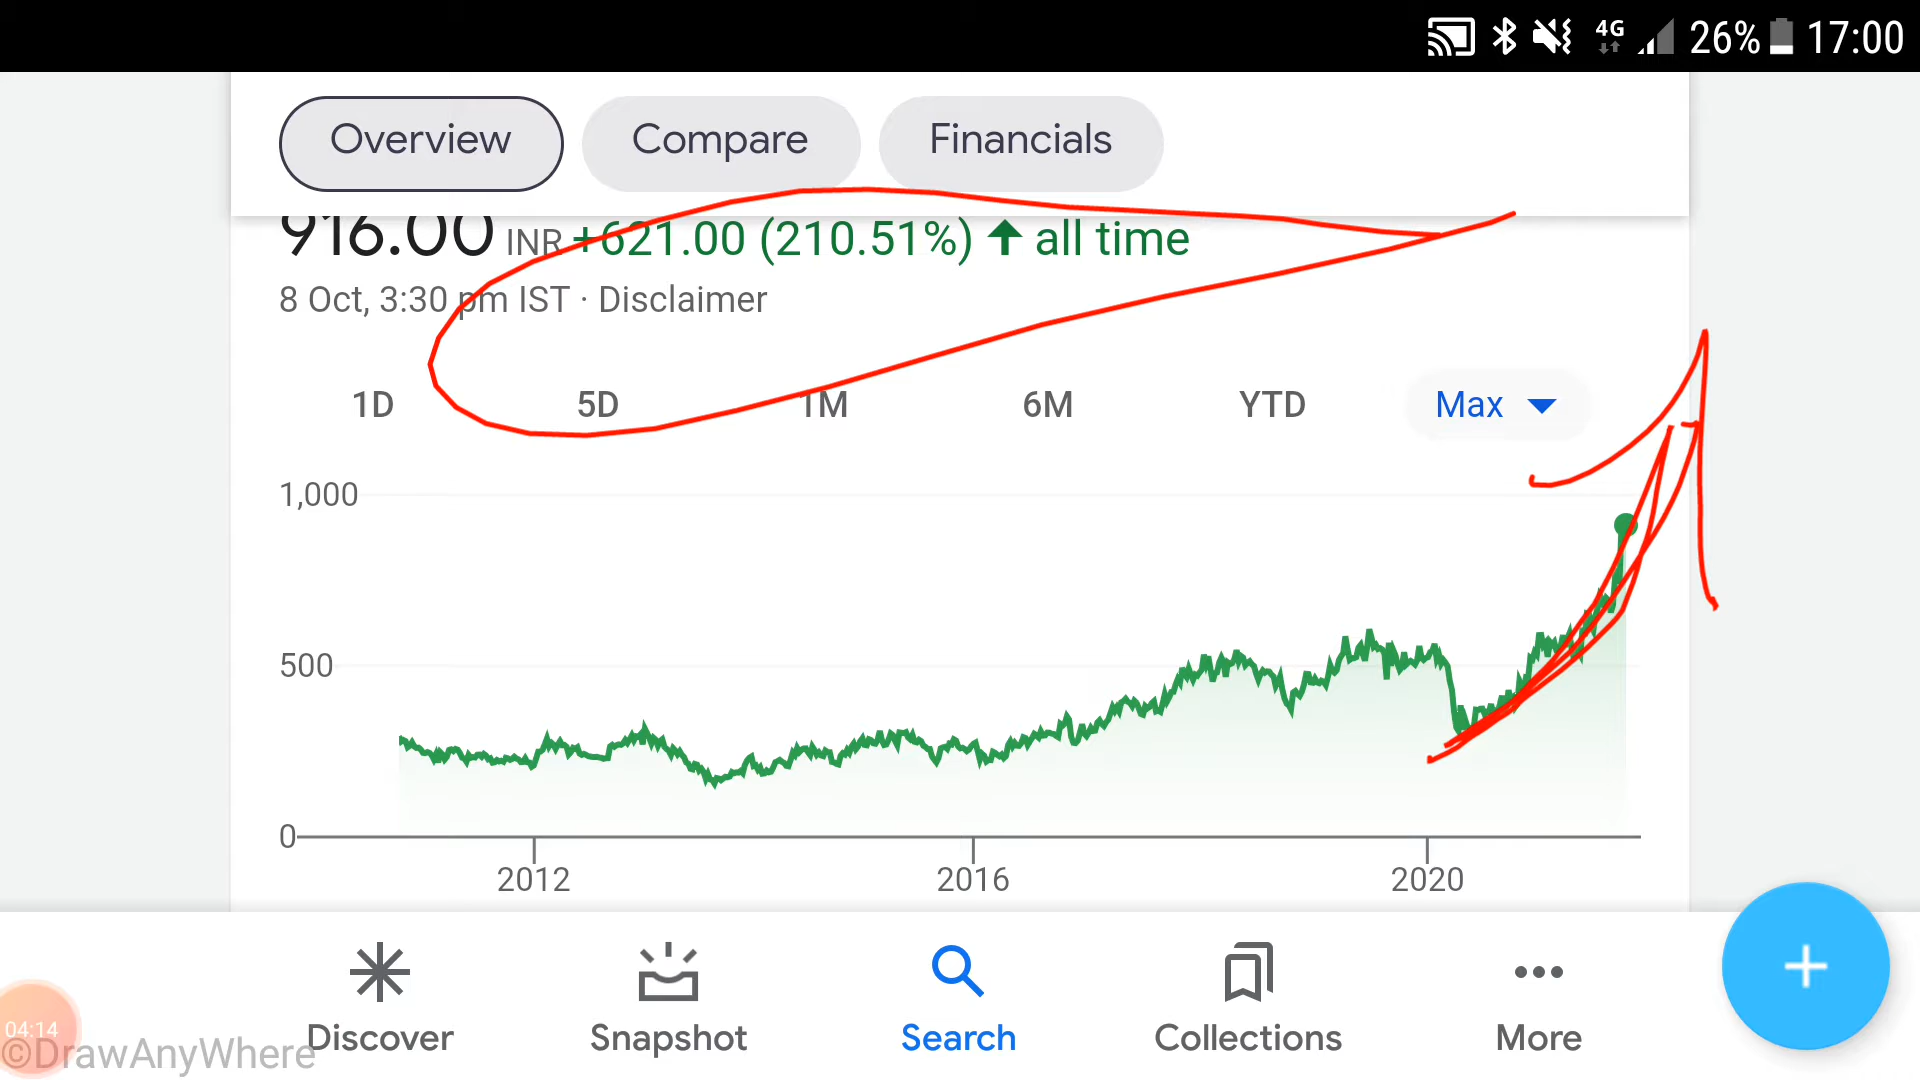 4G 26% 17:00
Overview Compare Financials
916.00 INR +621.00 (210.51%) ↑ all time
8 Oct, 3:30 pm IST · Disclaimer
1D 5D 1M 6M YTD Max
1,000
500
0
2012 2016 2020
Discover Snapshot Search Collections More
04:14
©DrawAnyWhere